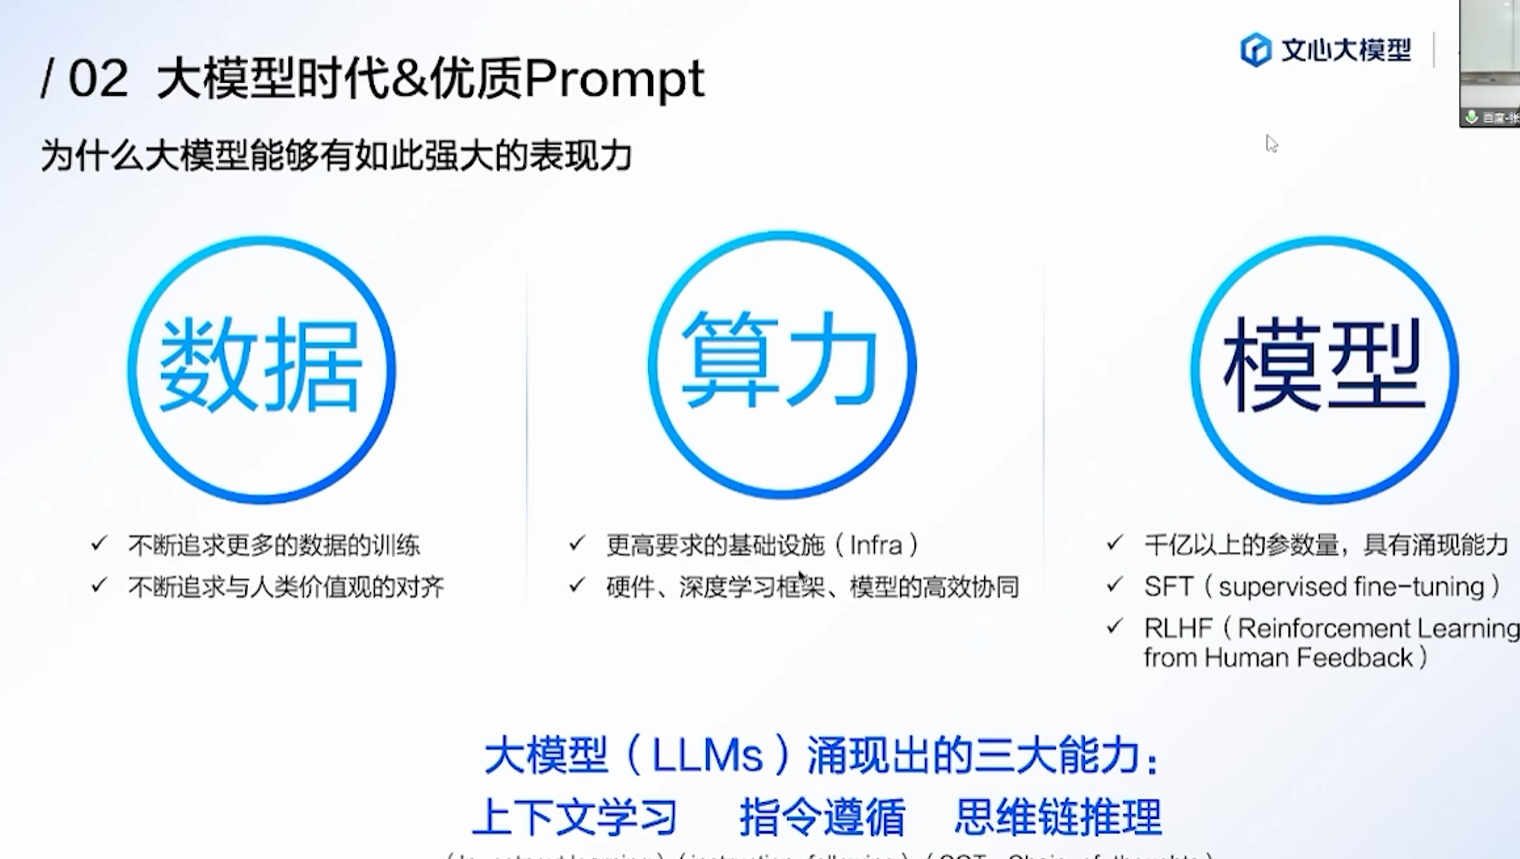 / 02 大模型时代&优质Prompt
文心大模型
为什么大模型能够有如此强大的表现力
数据
✓ 不断追求更多的数据的训练
✓ 不断追求与人类价值观的对齐
算力
✓ 更高要求的基础设施（Infra）
✓ 硬件、深度学习框架、模型的高效协同
模型
✓ 千亿以上的参数量，具有涌现能力
✓ SFT（supervised fine-tuning）
✓ RLHF（Reinforcement Learning
from Human Feedback）
大模型（LLMs）涌现出的三大能力：
上下文学习 指令遵循 思维链推理